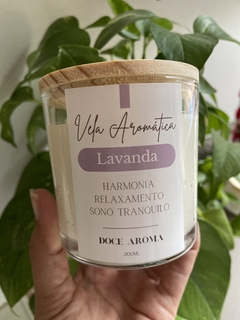 Vela Aromática
Lavanda
HARMONIA
RELAXAMENTO
SONO TRANQUILO
DOCE AROMA
200ML